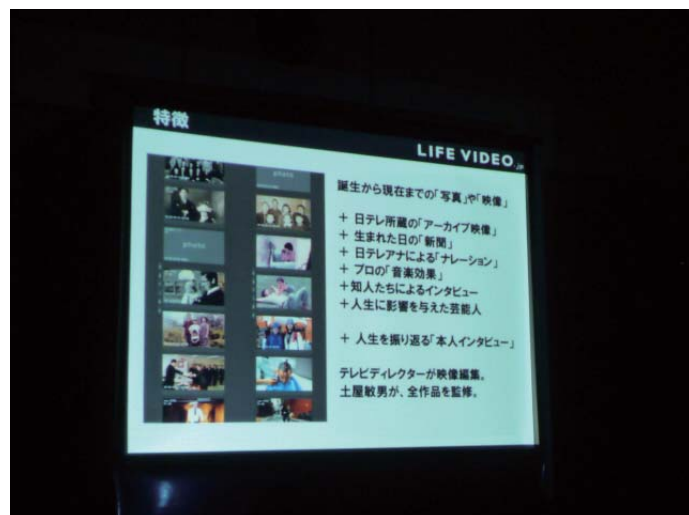 特徴
LIFE VIDEO.jp
photo
photo
誕生から現在までの「写真」や「映像」
+ 日テレ所蔵の「アーカイブ映像」
+ 生まれた日の「新聞」
+ 日テレアナによる「ナレーション」
+ プロの「音楽効果」
+知人たちによるインタビュー
+人生に影響を与えた芸能人
+ 人生を振り返る「本人インタビュー」
テレビディレクターが映像編集。
土屋敏男が、全作品を監修。